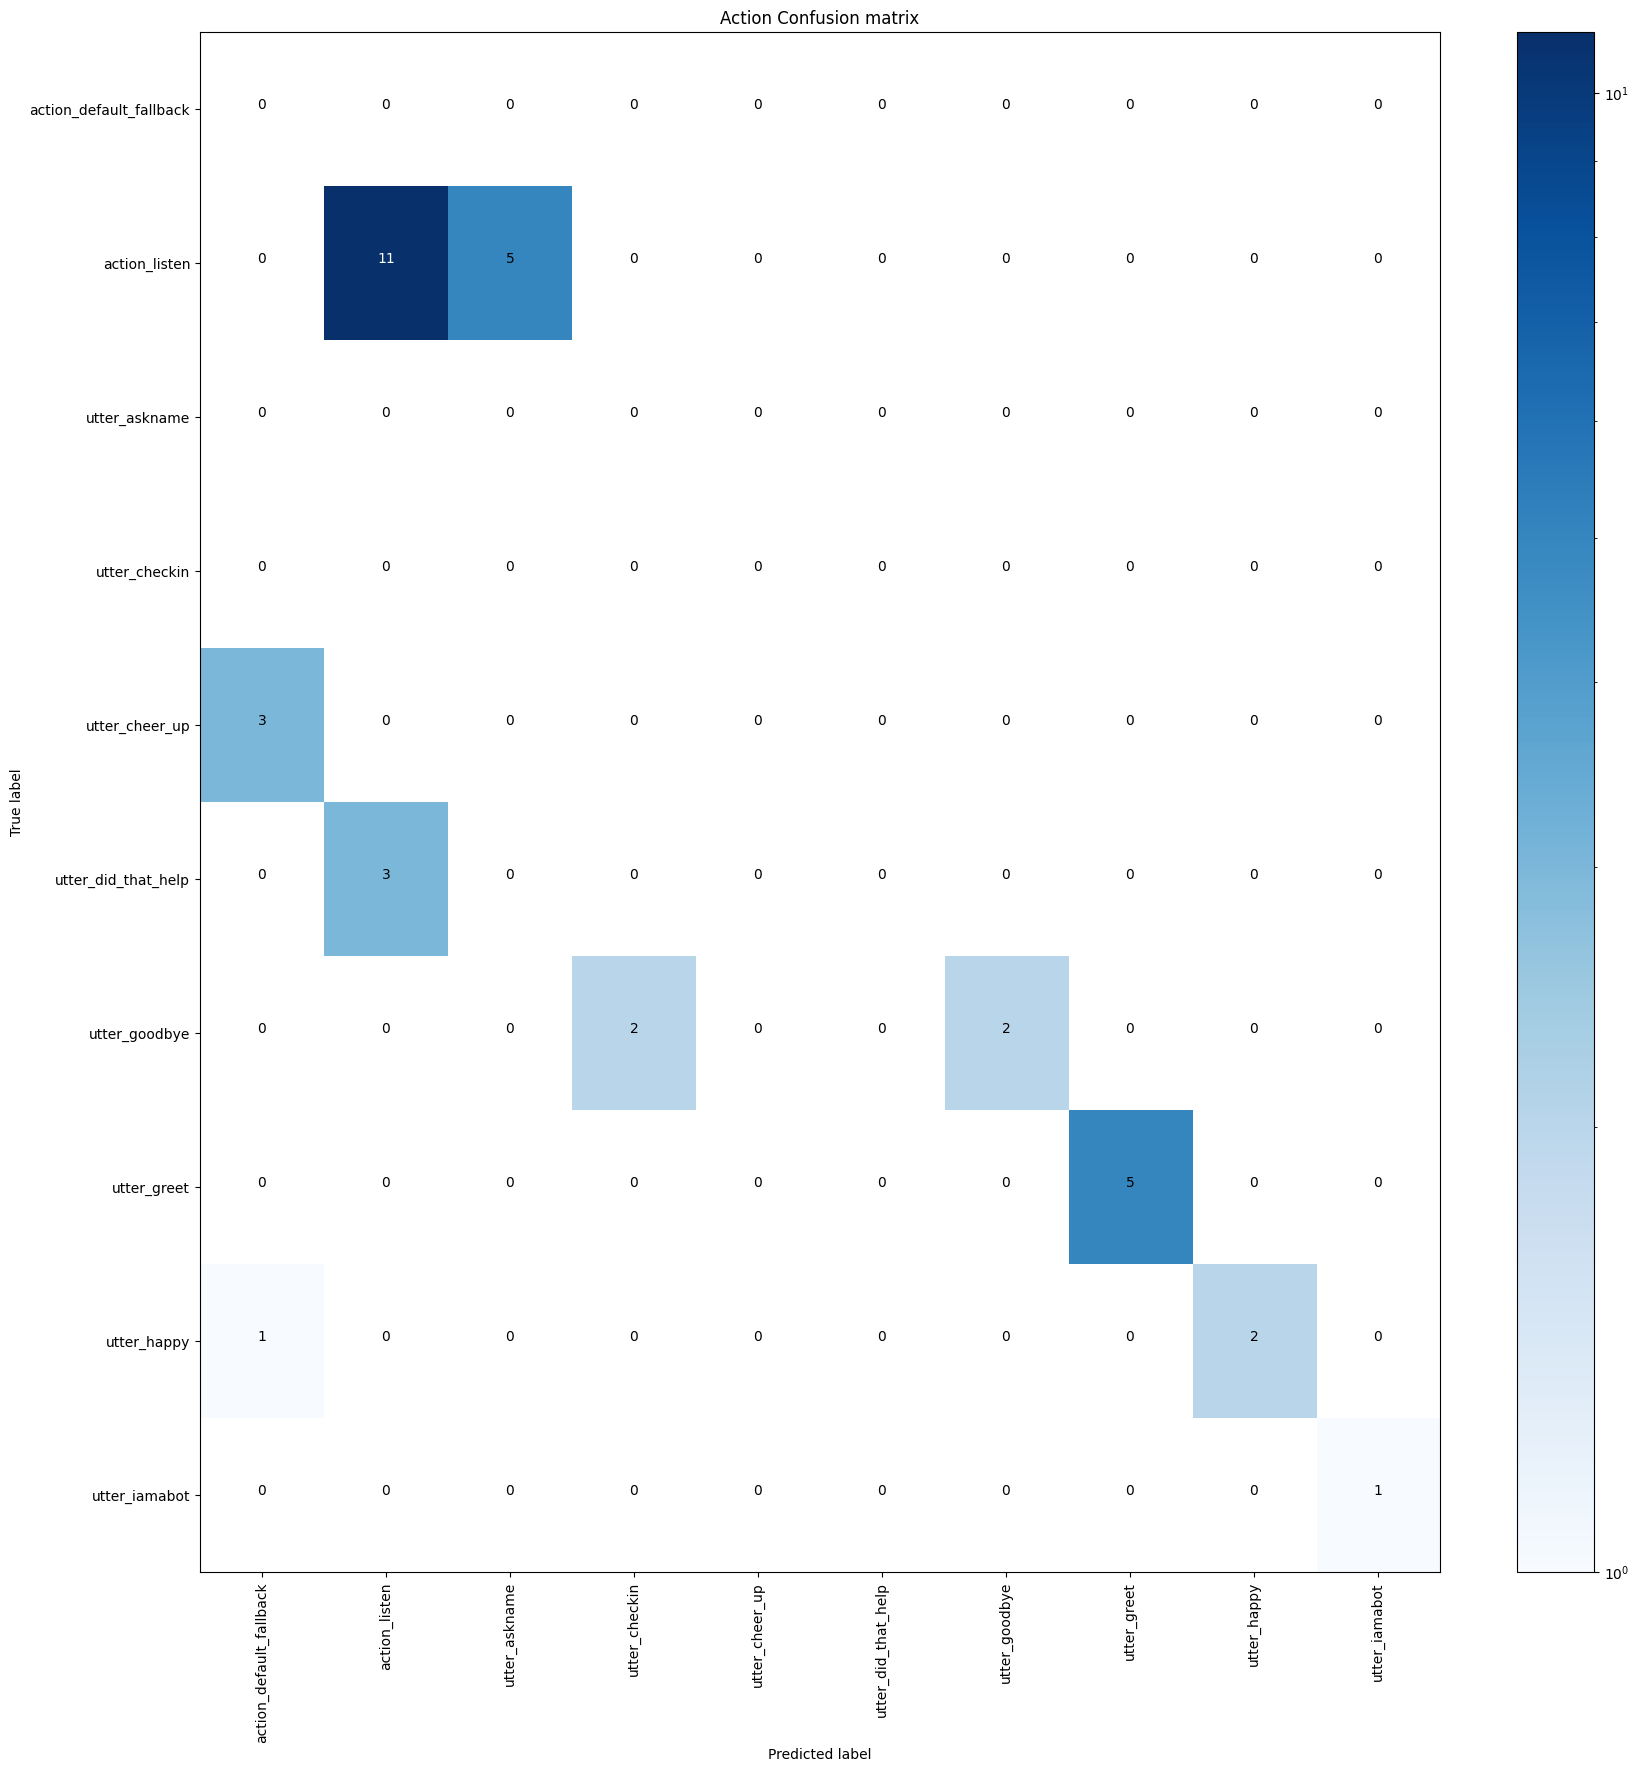 Action Confusion matrix
action_default_fallback 0 0 0 0 0 0 0 0 0 0
action_listen 0 11 5 0 0 0 0 0 0 0
utter_askname 0 0 0 0 0 0 0 0 0 0
utter_checkin 0 0 0 0 0 0 0 0 0 0
utter_cheer_up 3 0 0 0 0 0 0 0 0 0
utter_did_that_help 0 3 0 0 0 0 0 0 0 0
utter_goodbye 0 0 0 2 0 0 2 0 0 0
utter_greet 0 0 0 0 0 0 0 5 0 0
utter_happy 1 0 0 0 0 0 0 0 2 0
utter_iamabot 0 0 0 0 0 0 0 0 0 1
True label
action_default_fallback
action_listen
utter_askname
utter_checkin
utter_cheer_up
utter_did_that_help
utter_goodbye
utter_greet
utter_happy
utter_iamabot
Predicted label
10¹
10⁰